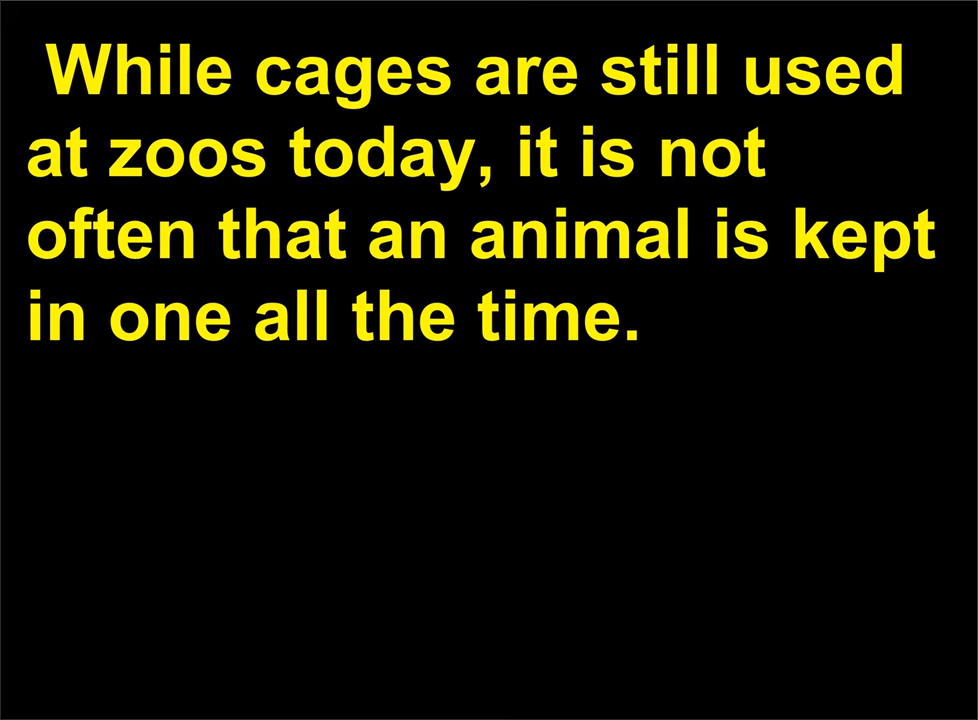 While cages are still used
at zoos today, it is not
often that an animal is kept
in one all the time.